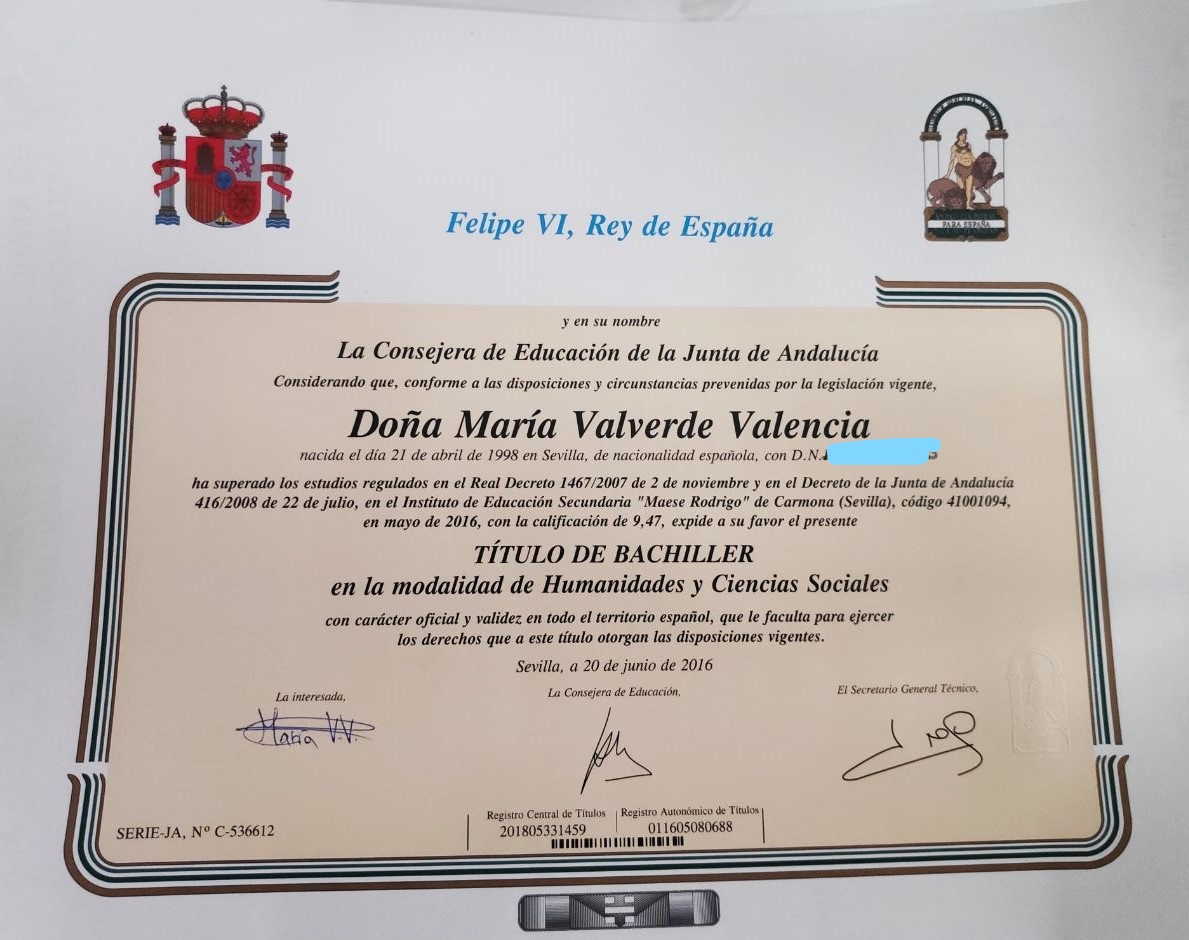 Felipe VI, Rey de España
PARA ESPAÑA
y en su nombre
La Consejera de Educación de la Junta de Andalucía
Considerando que, conforme a las disposiciones y circunstancias prevenidas por la legislación vigente,
Doña María Valverde Valencia
nacida el día 21 de abril de 1998 en Sevilla, de nacionalidad española, con D.N.
ha superado los estudios regulados en el Real Decreto 1467/2007 de 2 de noviembre y en el Decreto de la Junta de Andalucía
416/2008 de 22 de julio, en el Instituto de Educación Secundaria "Maese Rodrigo" de Carmona (Sevilla), código 41001094,
en mayo de 2016, con la calificación de 9,47, expide a su favor el presente
TÍTULO DE BACHILLER
en la modalidad de Humanidades y Ciencias Sociales
con carácter oficial y validez en todo el territorio español, que le faculta para ejercer
los derechos que a este título otorgan las disposiciones vigentes.
Sevilla, a 20 de junio de 2016
La interesada,
La Consejera de Educación,
El Secretario General Técnico,
María V.V.
SERIE-JA, Nº C-536612
Registro Central de Títulos
201805331459
Registro Autonómico de Títulos
011605080688